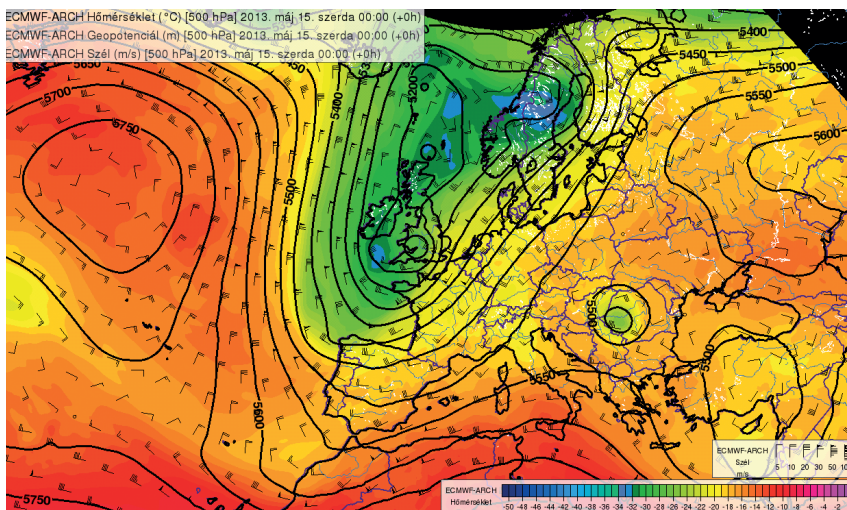 ECMWF-ARCH Hőmérséklet (°C) [500 hPa] 2013. máj 15. szerda 00:00 (+0h)
ECMWF-ARCH Geopotenciál (m) [500 hPa] 2013. máj 15. szerda 00:00 (+0h)
ECMWF-ARCH Szél (m/s) [500 hPa] 2013. máj 15. szerda 00:00 (+0h)
5400
5450
5500
5550
5650
5700
5750
5400
5200
5500
5600
5500
5500
5550
5600
5750
ECMWF-ARCH
Szél
m/s
5 10 20 30 50
ECMWF-ARCH
Hőmérséklet
-50 -48 -46 -44 -42 -40 -38 -36 -34 -32 -30 -28 -26 -24 -22 -20 -18 -16 -14 -12 -10 -8 -6 -4 -2